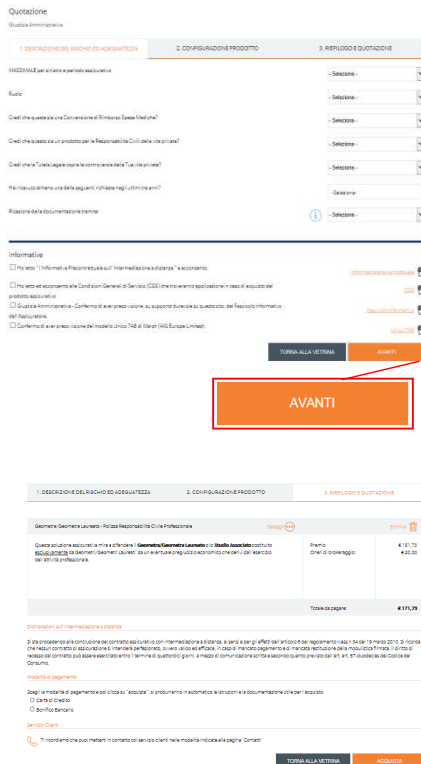 Quotazione
Giustizia Amministrativa
1. DESCRIZIONE DEL RISCHIO ED ADEGUATEZZA
2. CONFIGURAZIONE PRODOTTO
3. RIEPILOGO E QUOTAZIONE
MASSIMALE per sinistro e periodo assicurativo
- Seleziona -
Ruolo
- Seleziona -
Credi che questa sia una Convenzione di Rimborso Spese Mediche?
- Seleziona -
Credi che questo sia un prodotto per la Responsabilità Civili della vita privata?
- Seleziona -
Credi che la Tutela Legale copra le controversie della Tua vita privata?
- Seleziona -
Hai ricevuto almeno una delle seguenti richieste negli ultimi tre anni?
-Seleziona-
Ricezione della documentazione tramite:
- Seleziona -
Informative
Ho letto "l'Informativa Precontrattuale sull'Intermediazione a distanza" e acconsento.
Informativa precontrattuale
Ho letto ed acconsento alle Condizioni Generali di Servizio (CGS) che troveranno applicazione in caso di acquisto del
prodotto assicurativo
CGS
Giustizia Amministrativa - Confermo di aver preso visione, su supporto durevole su questo sito, del Fascicolo Informativo
dell'Assicuratore.
Fascicolo Informativo
Confermo di aver preso visione del modello Unico 7AB di Marsh (AIG Europe Limited)
Unico 7AB
TORNA ALLA VETRINA
AVANTI
AVANTI
1. DESCRIZIONE DEL RISCHIO ED ADEGUATEZZA
2. CONFIGURAZIONE PRODOTTO
3. RIEPILOGO E QUOTAZIONE
Geometra/Geometra Laureato - Polizza Responsabilità Civile Professionale
Dettagli
Elimina
Questa soluzione assicurativa mira a difendere il Geometra/Geometra Laureato o lo Studio Associato costituito
esclusivamente da Geometri/Geometri Laureati da un eventuale pregiudizio economico che derivi dall'esercizio
dell'attività professionale.
Premio € 151,75
Oneri di brokeraggio: € 20,00
Totale da pagare: € 171,75
Dichiarazioni sull'intermediazione a distanza
Si sta procedendo alla conclusione del contratto assicurativo con intermediazione a distanza, ai sensi e per gli effetti dell'articolo 6 del regolamento Ivass n 34 del 19 marzo 2010. Si ricorda
che nessun contratto di assicurazione si intenderà perfezionato, ovvero valido ed efficace, in caso di mancato pagamento e di mancata restituzione della modulistica firmata. Il diritto di
recesso dal contratto può essere esercitato entro il termine di quattordici giorni, a mezzo di comunicazione scritta e secondo quanto previsto dall'art. art. 67-duodecies del Codice del
Consumo.
Modalità di pagamento
Scegli la modalità di pagamento e poi clicca su "acquista": si produrranno in automatico le istruzioni e la documentazione utile per l'acquisto.
Carta di Credito
Bonifico Bancario
Servizio Clienti
Ti ricordiamo che puoi metterti in contatto col servizio clienti nelle modalità indicate alla pagina 'Contatti'.
TORNA ALLA VETRINA
ACQUISTA